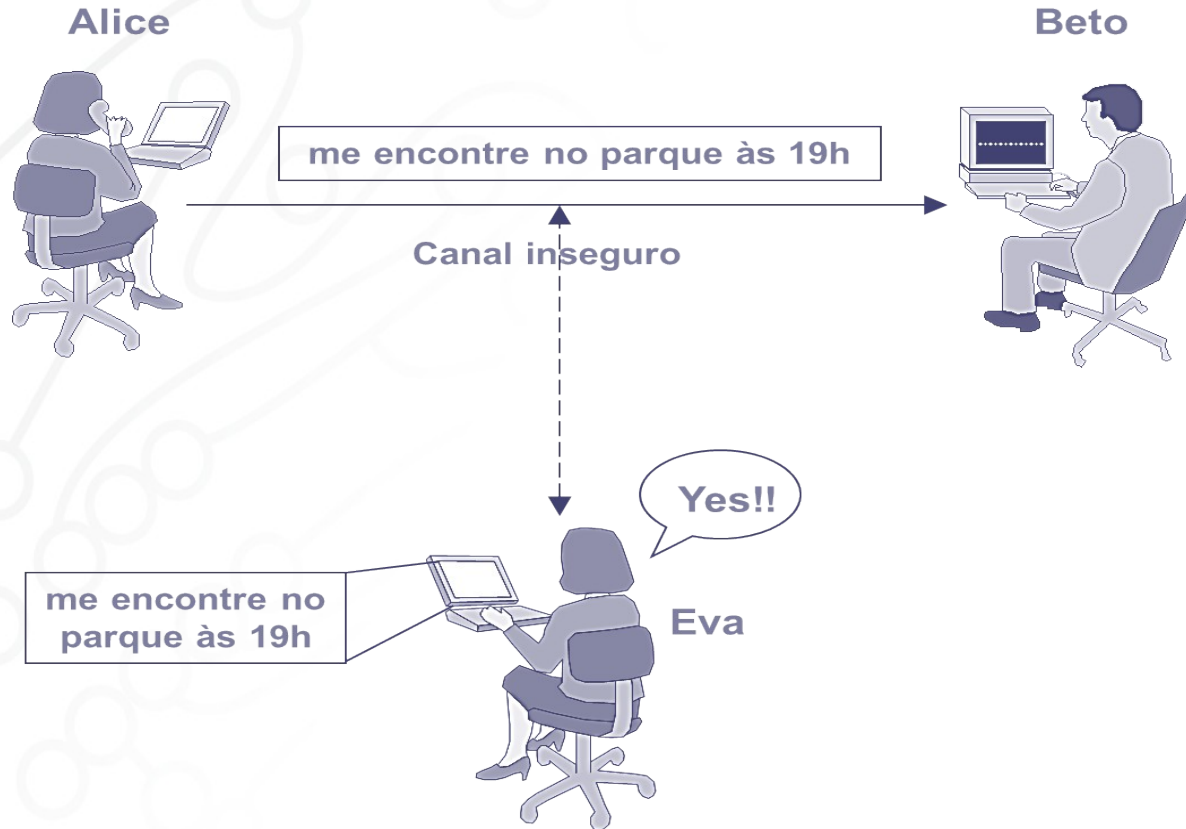 Alice
Beto
me encontre no parque às 19h
Canal inseguro
Yes!!
me encontre no
parque às 19h
Eva